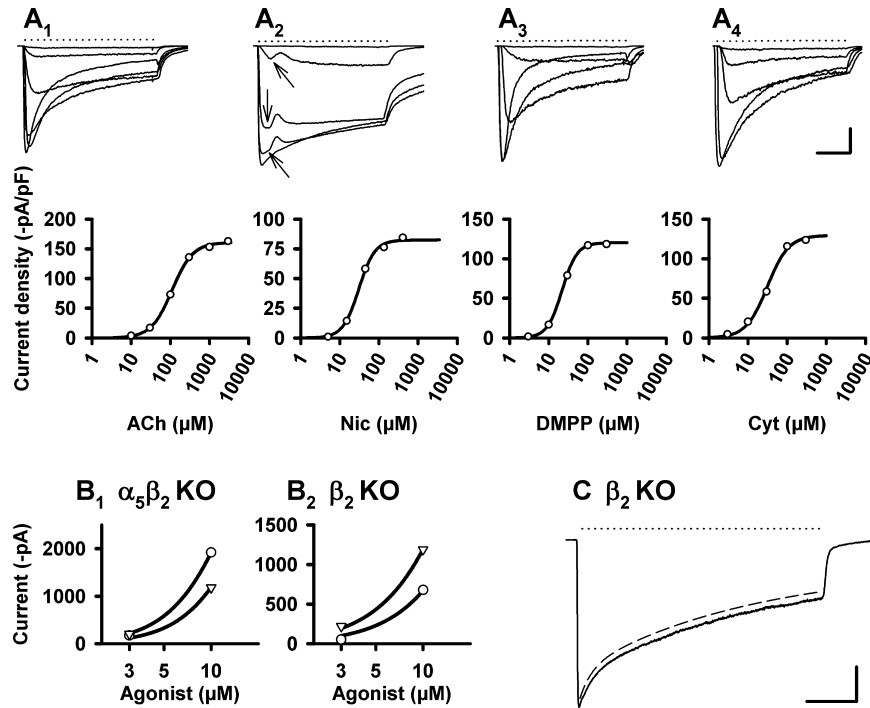 A1 A2 A3 A4
Current density (-pA/pF)
200 150 100 50 0
1 10 100 1000 10000
ACh (µM)
100 75 50 25 0
1 10 100 1000 10000
Nic (µM)
150 100 50 0
1 10 100 1000 10000
DMPP (µM)
150 100 50 0
1 10 100 1000 10000
Cyt (µM)
B1 α5β2 KO
Current (-pA)
2000 1000 0
3 5 10
Agonist (µM)
B2 β2 KO
1500 1000 500 0
3 5 10
Agonist (µM)
C β2 KO